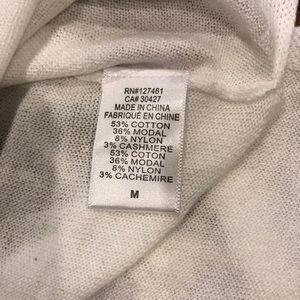 RN#127481
CA# 30427
MADE IN CHINA
FABRIQUÉ EN CHINE
53% COTTON
36% MODAL
8% NYLON
3% CASHMERE
53% COTON
36% MODAL
8% NYLON
3% CACHEMIRE
M